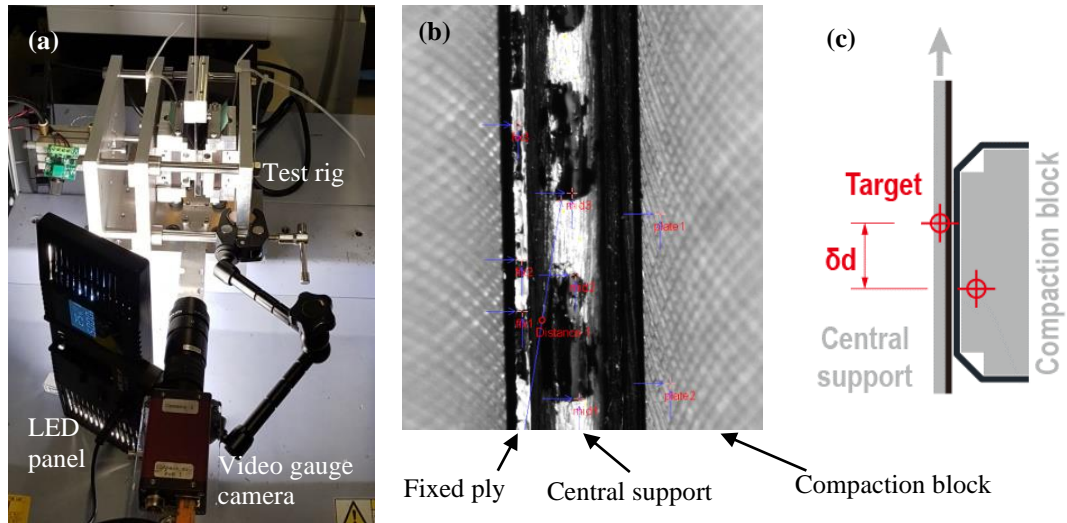 (a)
Test rig
LED
panel
Video gauge
camera
(b)
mid3
plate1
Distance 1
plate2
Fixed ply
Central support
Compaction block
(c)
Target
δd
Central
support
Compaction block